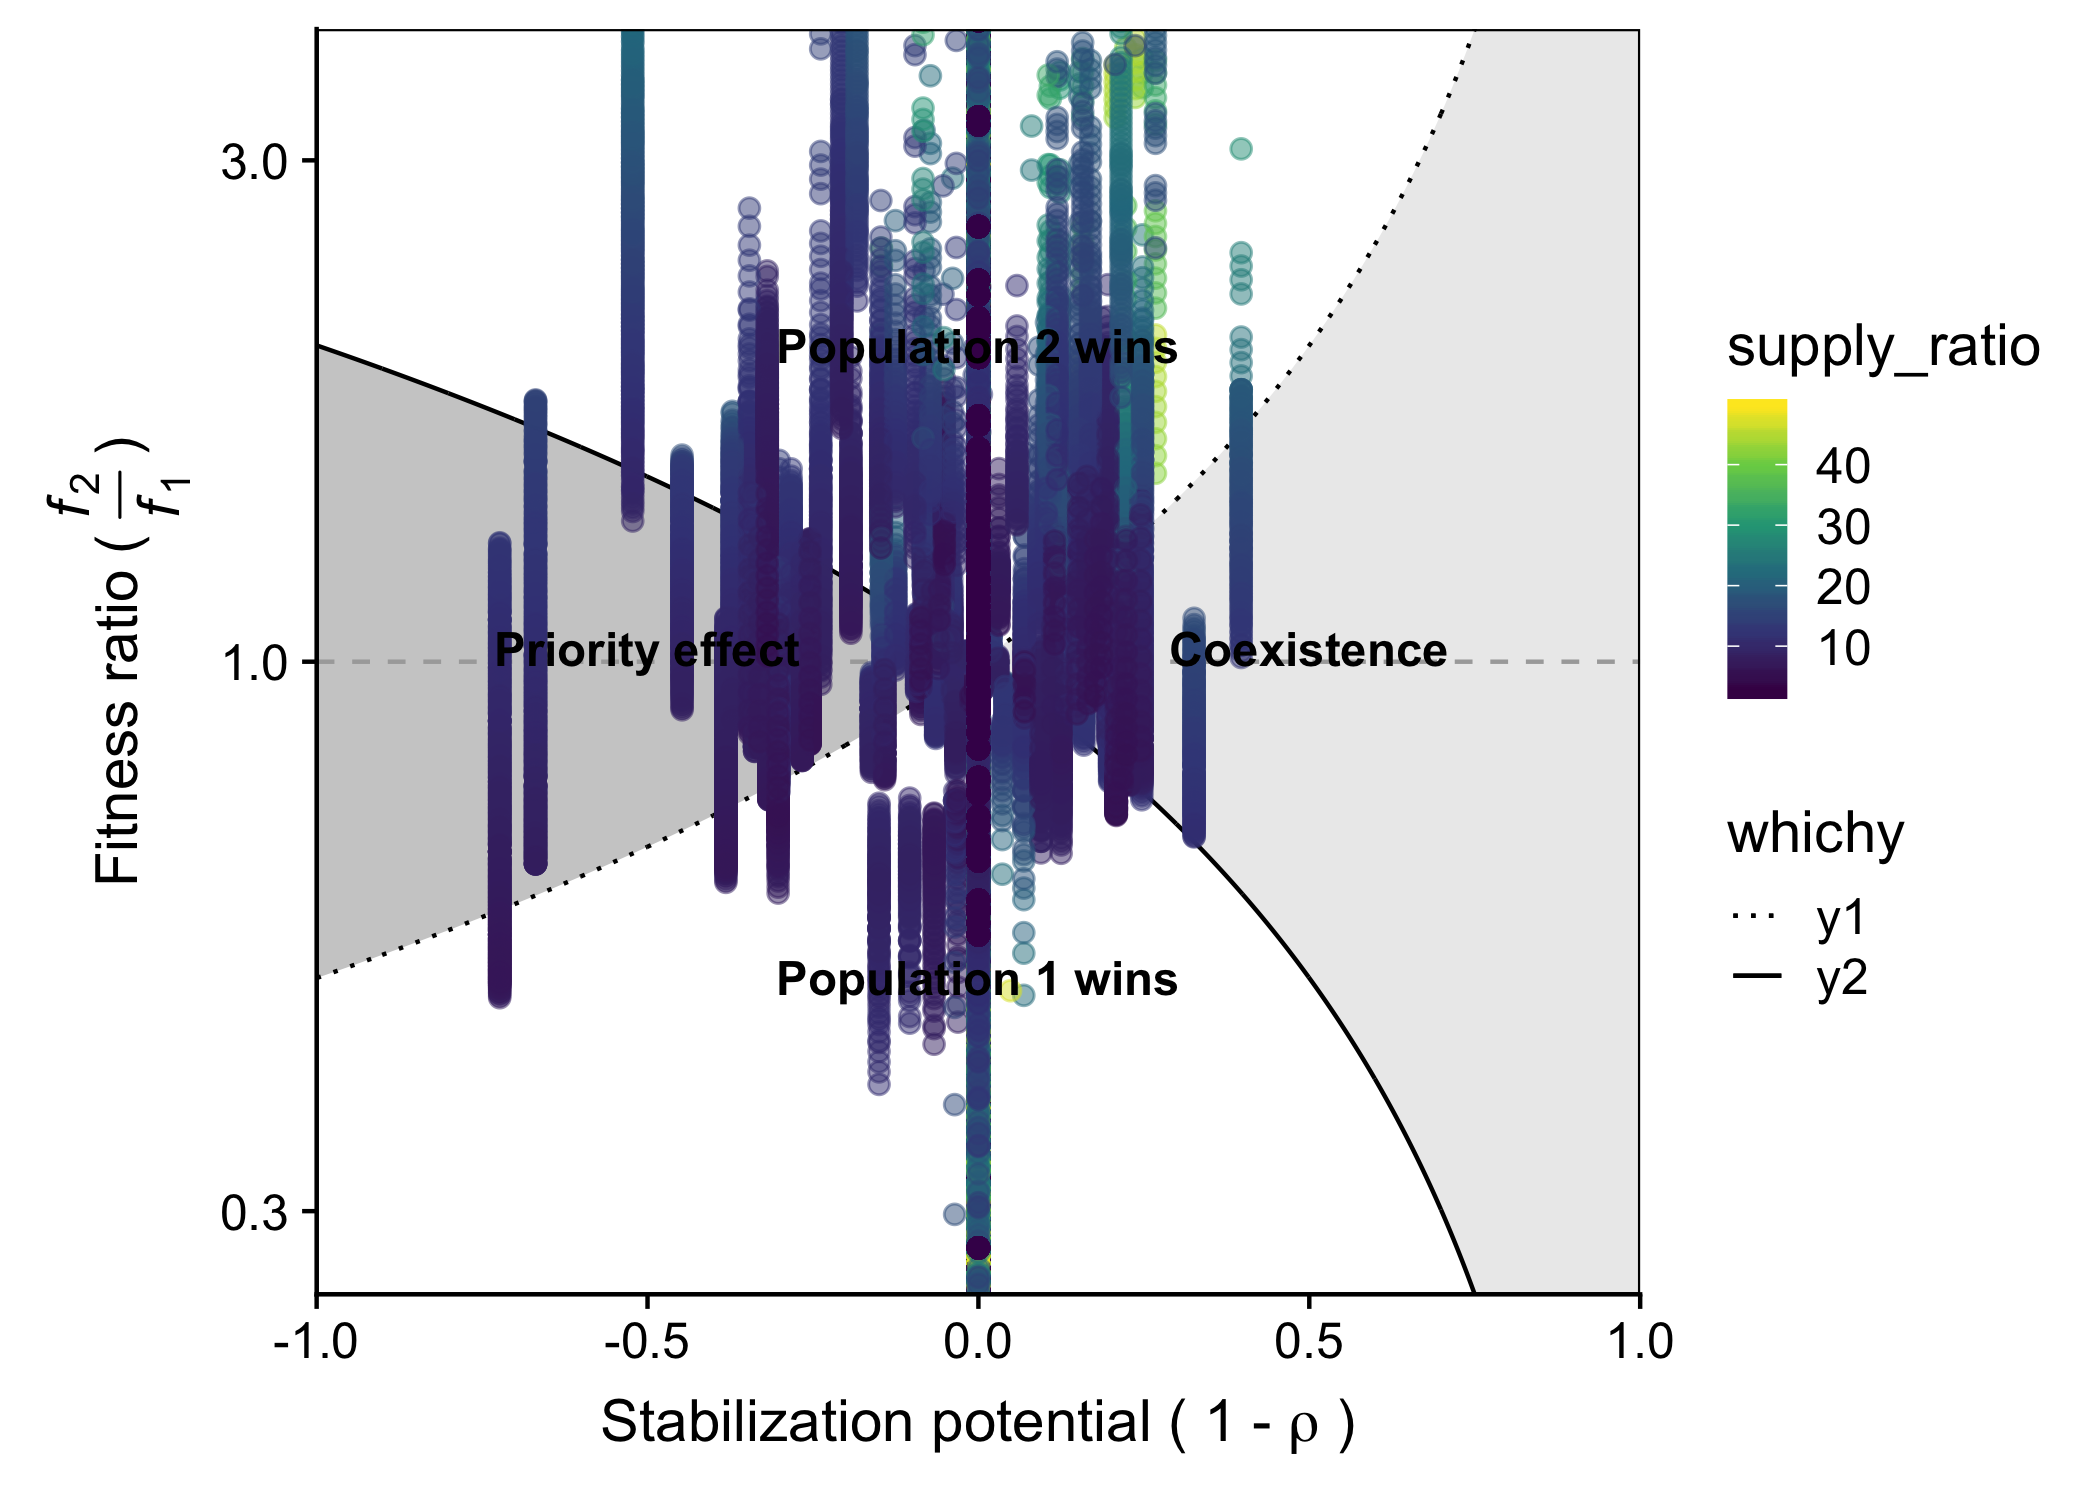 3.0
1.0
0.3
Fitness ratio ( f2 / f1 )
Population 2 wins
Priority effect
Coexistence
Population 1 wins
-1.0
-0.5
0.0
0.5
1.0
Stabilization potential ( 1 - ρ )
supply_ratio
40
30
20
10
whichy
y1
y2